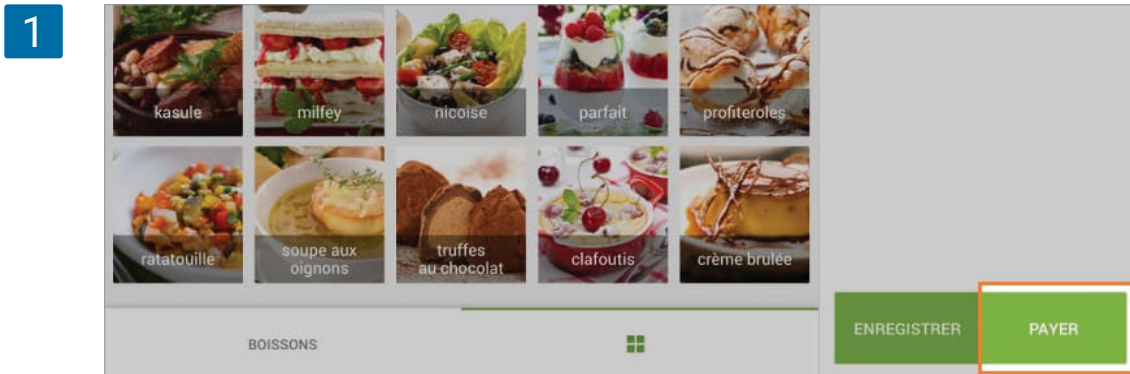 1
kasule
milfey
nicoise
parfait
profiteroles
ratatouille
soupe aux
oignons
truffes
au chocolat
clafoutis
crème brulée
BOISSONS
ENREGISTRER
PAYER